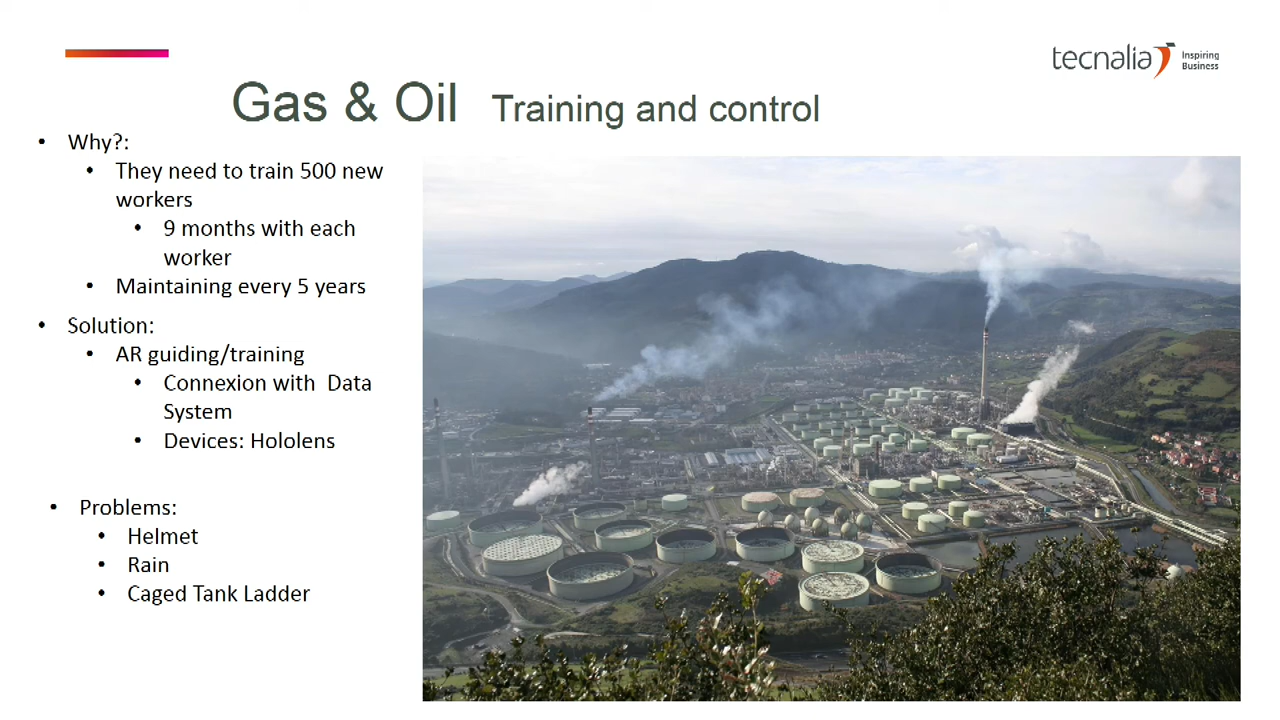 tecnalia Inspiring
Business
Gas & Oil Training and control
• Why?:
• They need to train 500 new
workers
• 9 months with each
worker
• Maintaining every 5 years
• Solution:
• AR guiding/training
• Connexion with Data
System
• Devices: Hololens
• Problems:
• Helmet
• Rain
• Caged Tank Ladder